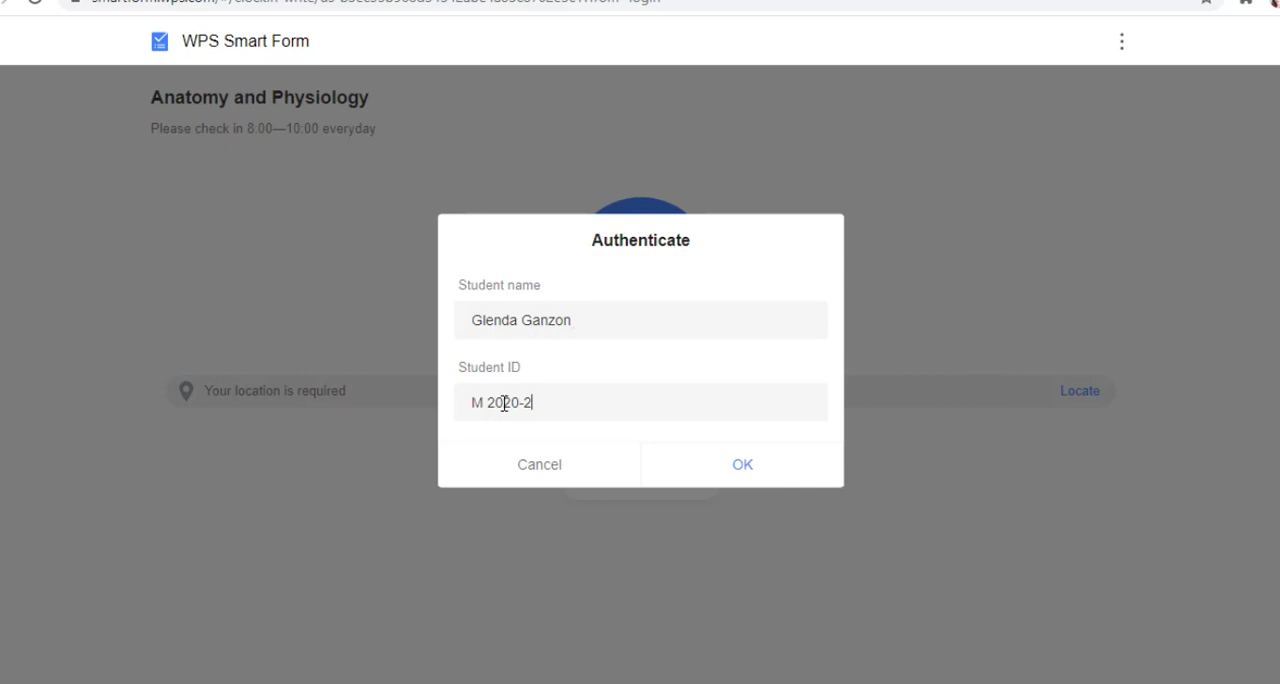 WPS Smart Form
Anatomy and Physiology
Please check in 8:00—10:00 everyday
Authenticate
Student name
Glenda Ganzon
Student ID
M 2020-2
Your location is required
Locate
Cancel
OK